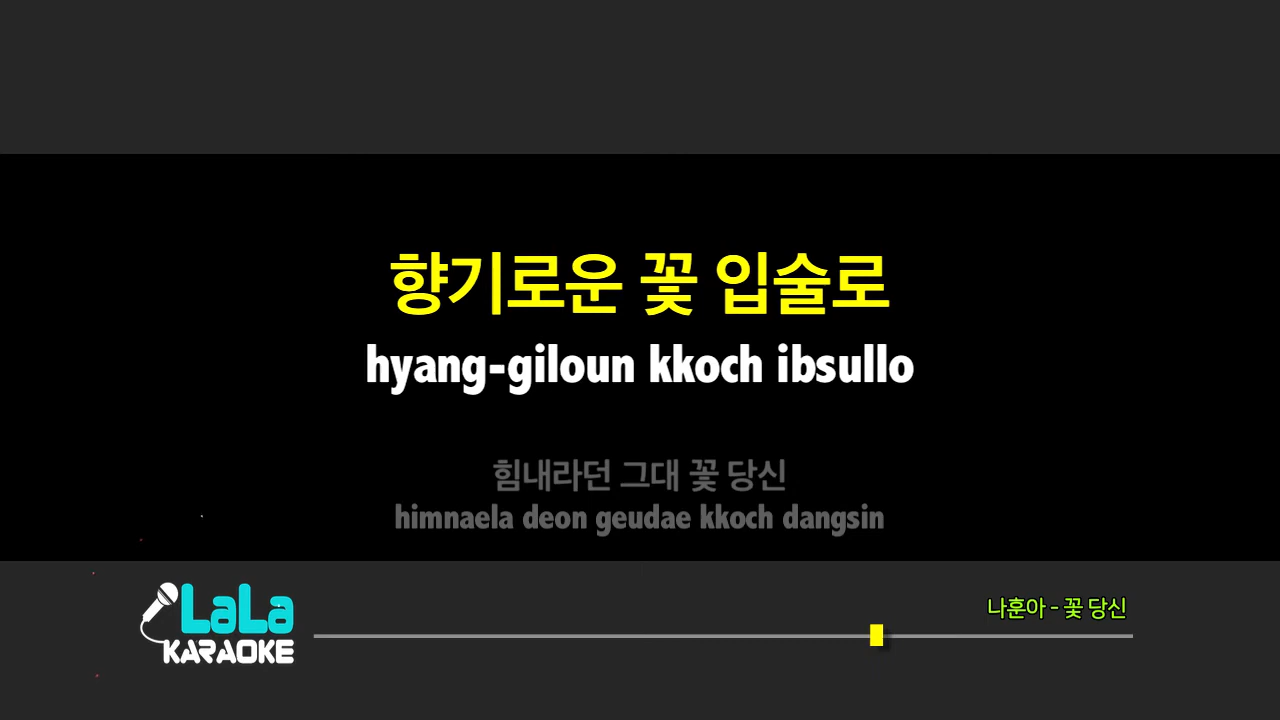 향기로운 꽃 입술로
hyang-giloun kkoch ibsullo
힘내라던 그대 꽃 당신
himnaela deon geudae kkoch dangsin
LaLa
KARAOKE
나훈아 - 꽃 당신